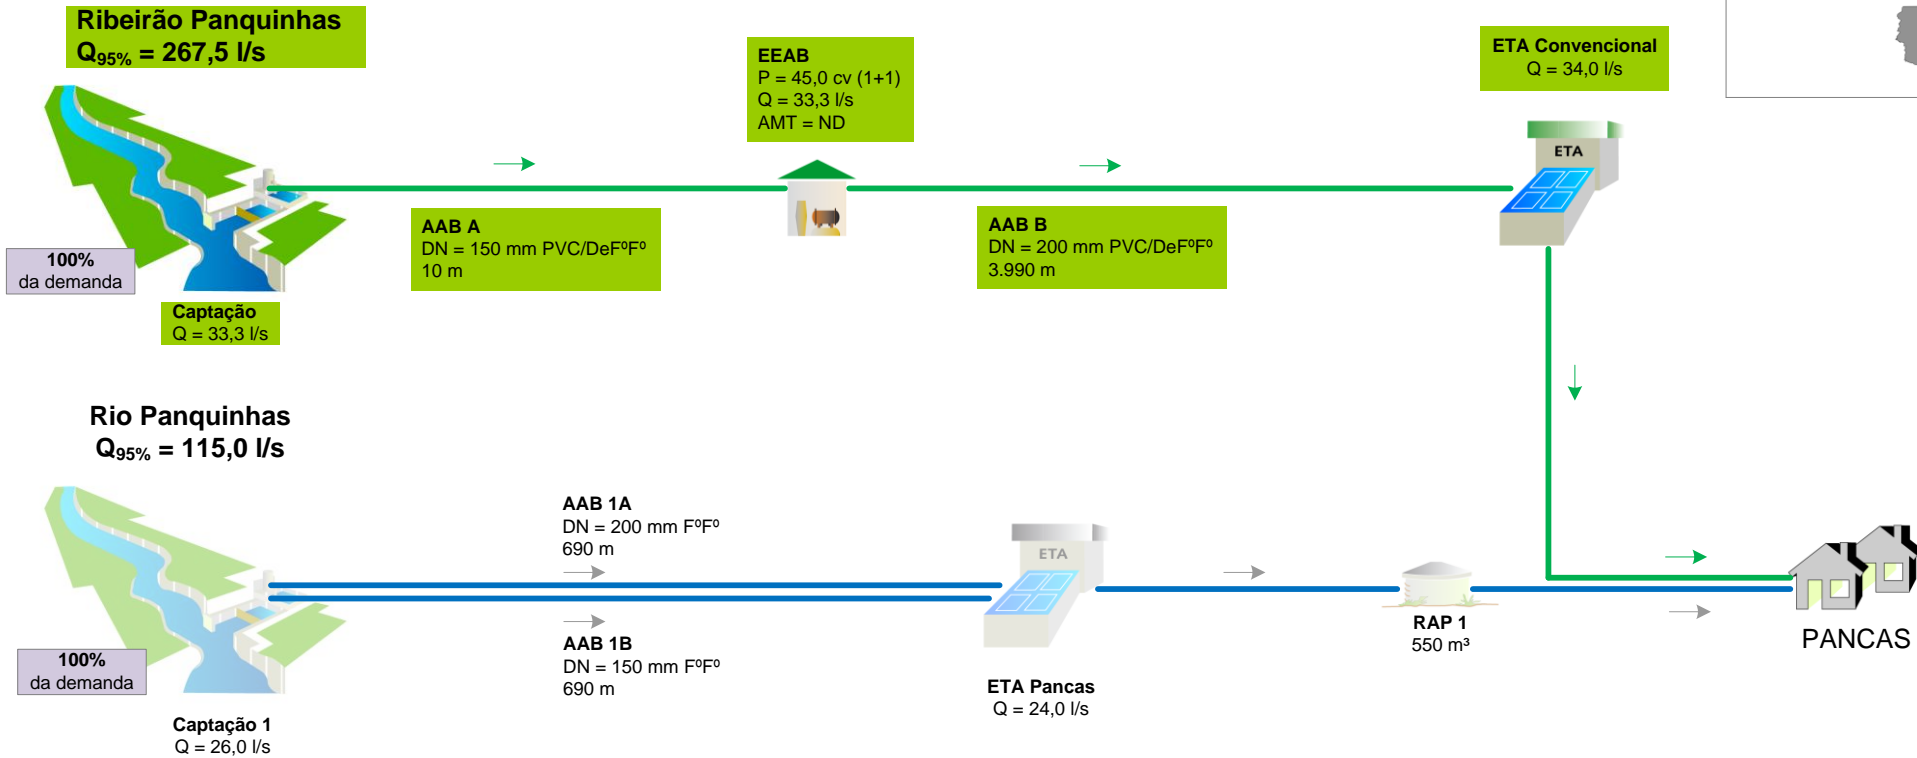 Ribeirão Panquinhas
Q95% = 267,5 l/s
EEAB
P = 45,0 cv (1+1)
Q = 33,3 l/s
AMT = ND
ETA Convencional
Q = 34,0 l/s
ETA
AAB A
DN = 150 mm PVC/DeFºFº
10 m
AAB B
DN = 200 mm PVC/DeFºFº
3.990 m
100%
da demanda
Captação
Q = 33,3 l/s
Rio Panquinhas
Q95% = 115,0 l/s
AAB 1A
DN = 200 mm FºFº
690 m
ETA
AAB 1B
DN = 150 mm FºFº
690 m
RAP 1
550 m³
PANCAS
100%
da demanda
ETA Pancas
Q = 24,0 l/s
Captação 1
Q = 26,0 l/s